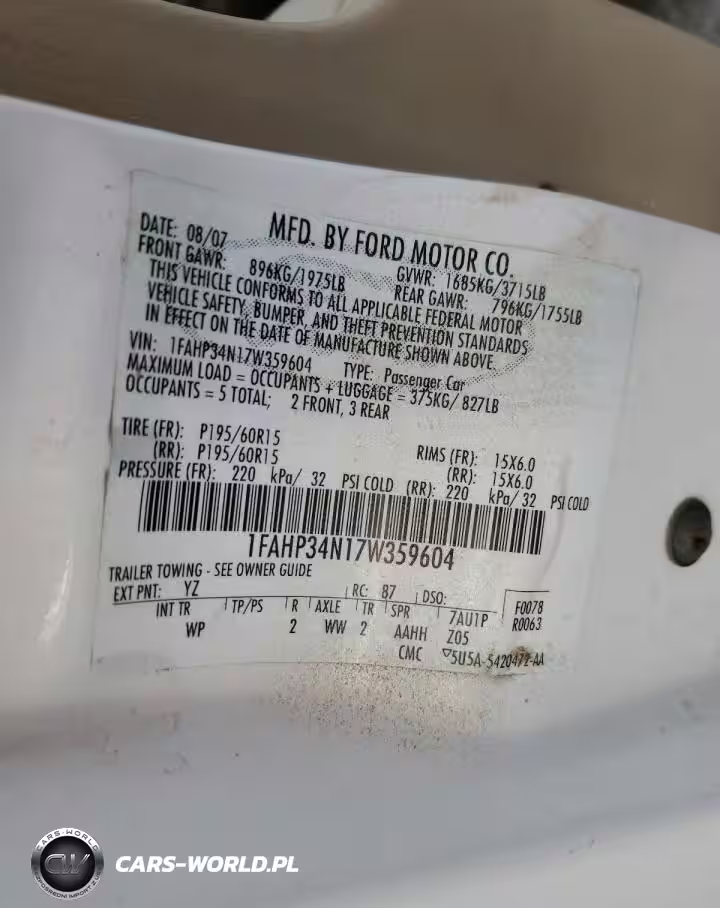 MFD. BY FORD MOTOR CO.
DATE: 08/07 GVWR: 1685KG/3715LB
FRONT GAWR: 896KG/1975LB REAR GAWR: 796KG/1755LB
THIS VEHICLE CONFORMS TO ALL APPLICABLE FEDERAL MOTOR
VEHICLE SAFETY, BUMPER, AND THEFT PREVENTION STANDARDS
IN EFFECT ON THE DATE OF MANUFACTURE SHOWN ABOVE.
VIN: 1FAHP34N17W359604 TYPE: Passenger Car
MAXIMUM LOAD = OCCUPANTS + LUGGAGE = 375KG/ 827LB
OCCUPANTS = 5 TOTAL; 2 FRONT, 3 REAR
TIRE (FR): P195/60R15 RIMS (FR): 15X6.0
(RR): P195/60R15 (RR): 15X6.0
PRESSURE (FR): 220 kPa/ 32 PSI COLD (RR): 220 kPa/ 32 PSI COLD
1FAHP34N17W359604
TRAILER TOWING - SEE OWNER GUIDE
EXT PNT: YZ RC: 87 DSO: F0078
INT TR TP/PS R AXLE TR SPR 7AU1P R0063
WP 2 WW 2 AAHH Z05
CMC 5U5A-5420472-AA
CARS-WORLD
CW
CARS-WORLD.PL